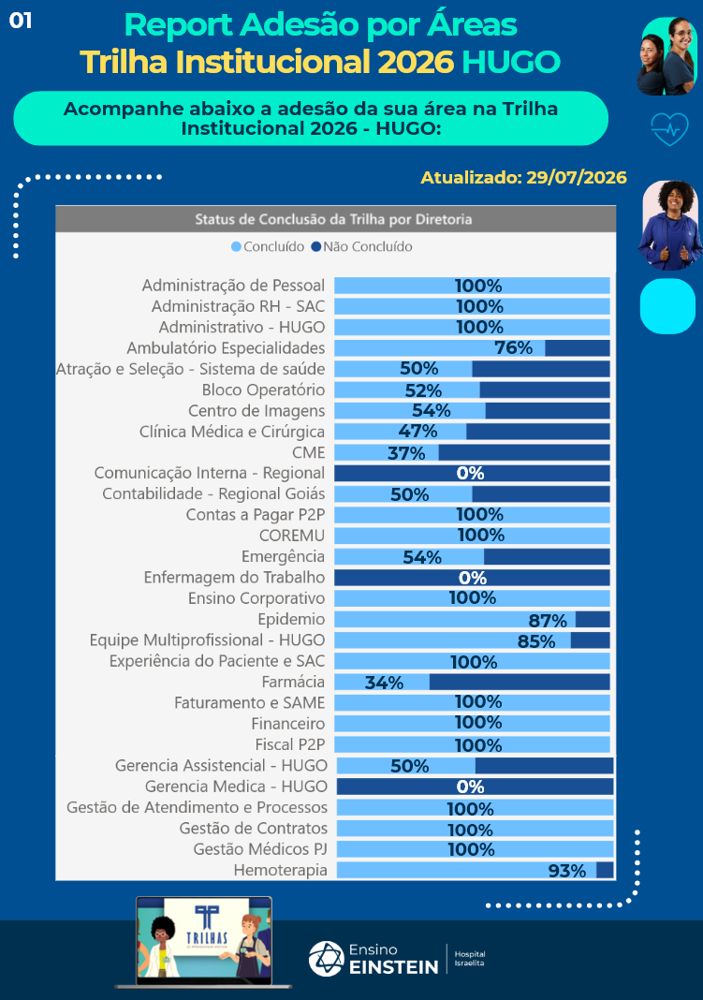 01
Report Adesão por Áreas
Trilha Institucional 2026 HUGO
Acompanhe abaixo a adesão da sua área na Trilha
Institucional 2026 - HUGO:
Atualizado: 29/07/2026
Status de Conclusão da Trilha por Diretoria
Concluído Não Concluído
Administração de Pessoal 100%
Administração RH - SAC 100%
Administrativo - HUGO 100%
Ambulatório Especialidades 76%
Atração e Seleção - Sistema de saúde 50%
Bloco Operatório 52%
Centro de Imagens 54%
Clínica Médica e Cirúrgica 47%
CME 37%
Comunicação Interna - Regional 0%
Contabilidade - Regional Goiás 50%
Contas a Pagar P2P 100%
COREMU 100%
Emergência 54%
Enfermagem do Trabalho 0%
Ensino Corporativo 100%
Epidemio 87%
Equipe Multiprofissional - HUGO 85%
Experiência do Paciente e SAC 100%
Farmácia 34%
Faturamento e SAME 100%
Financeiro 100%
Fiscal P2P 100%
Gerencia Assistencial - HUGO 50%
Gerencia Medica - HUGO 0%
Gestão de Atendimento e Processos 100%
Gestão de Contratos 100%
Gestão Médicos PJ 100%
Hemoterapia 93%
TRILHAS
Ensino
EINSTEIN
Hospital
Israelita